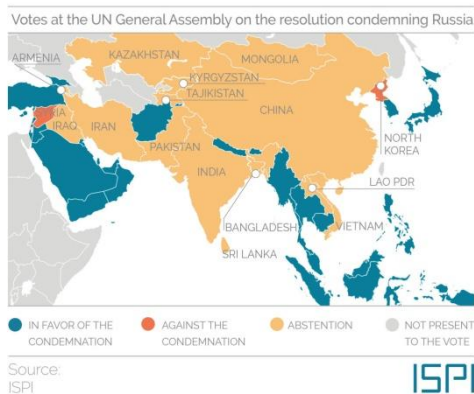 Votes at the UN General Assembly on the resolution condemning Russia
ARMENIA
KAZAKHSTAN
MONGOLIA
KYRGYZSTAN
TAJIKISTAN
CHINA
SYRIA
IRAQ
IRAN
PAKISTAN
NORTH
KOREA
INDIA
LAO PDR
BANGLADESH
VIETNAM
SRI LANKA
IN FAVOR OF THE
CONDEMNATION
AGAINST THE
CONDEMNATION
ABSTENTION
NOT PRESENT
TO THE VOTE
Source:
ISPI
ISPI